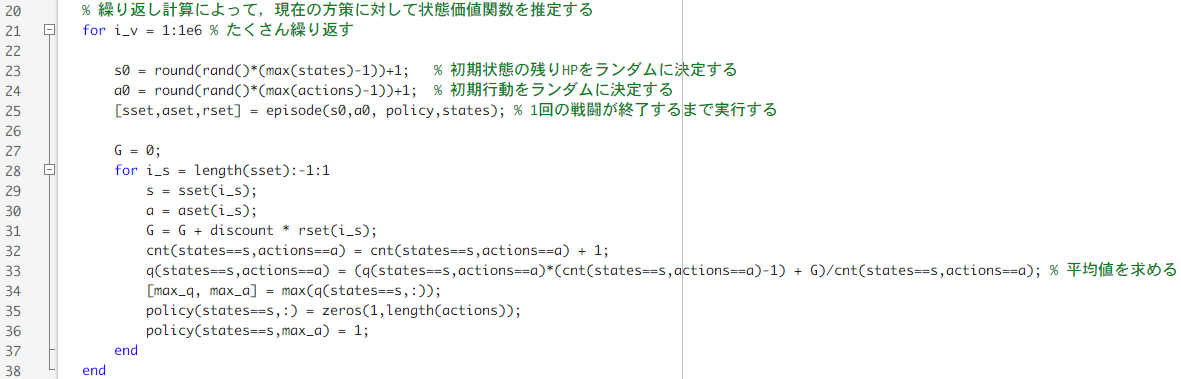 20 % 繰り返し計算によって，現在の方策に対して状態価値関数を推定する
21 for i_v = 1:1e6 % たくさん繰り返す
22
23 s0 = round(rand()*(max(states)-1))+1; % 初期状態の残りHPをランダムに決定する
24 a0 = round(rand()*(max(actions)-1))+1; % 初期行動をランダムに決定する
25 [sset,aset,rset] = episode(s0,a0, policy,states); % 1回の戦闘が終了するまで実行する
26
27 G = 0;
28 for i_s = length(sset):-1:1
29 s = sset(i_s);
30 a = aset(i_s);
31 G = G + discount * rset(i_s);
32 cnt(states==s,actions==a) = cnt(states==s,actions==a) + 1;
33 q(states==s,actions==a) = (q(states==s,actions==a)*(cnt(states==s,actions==a)-1) + G)/cnt(states==s,actions==a); % 平均値を求める
34 [max_q, max_a] = max(q(states==s,:));
35 policy(states==s,:) = zeros(1,length(actions));
36 policy(states==s,max_a) = 1;
37 end
38 end